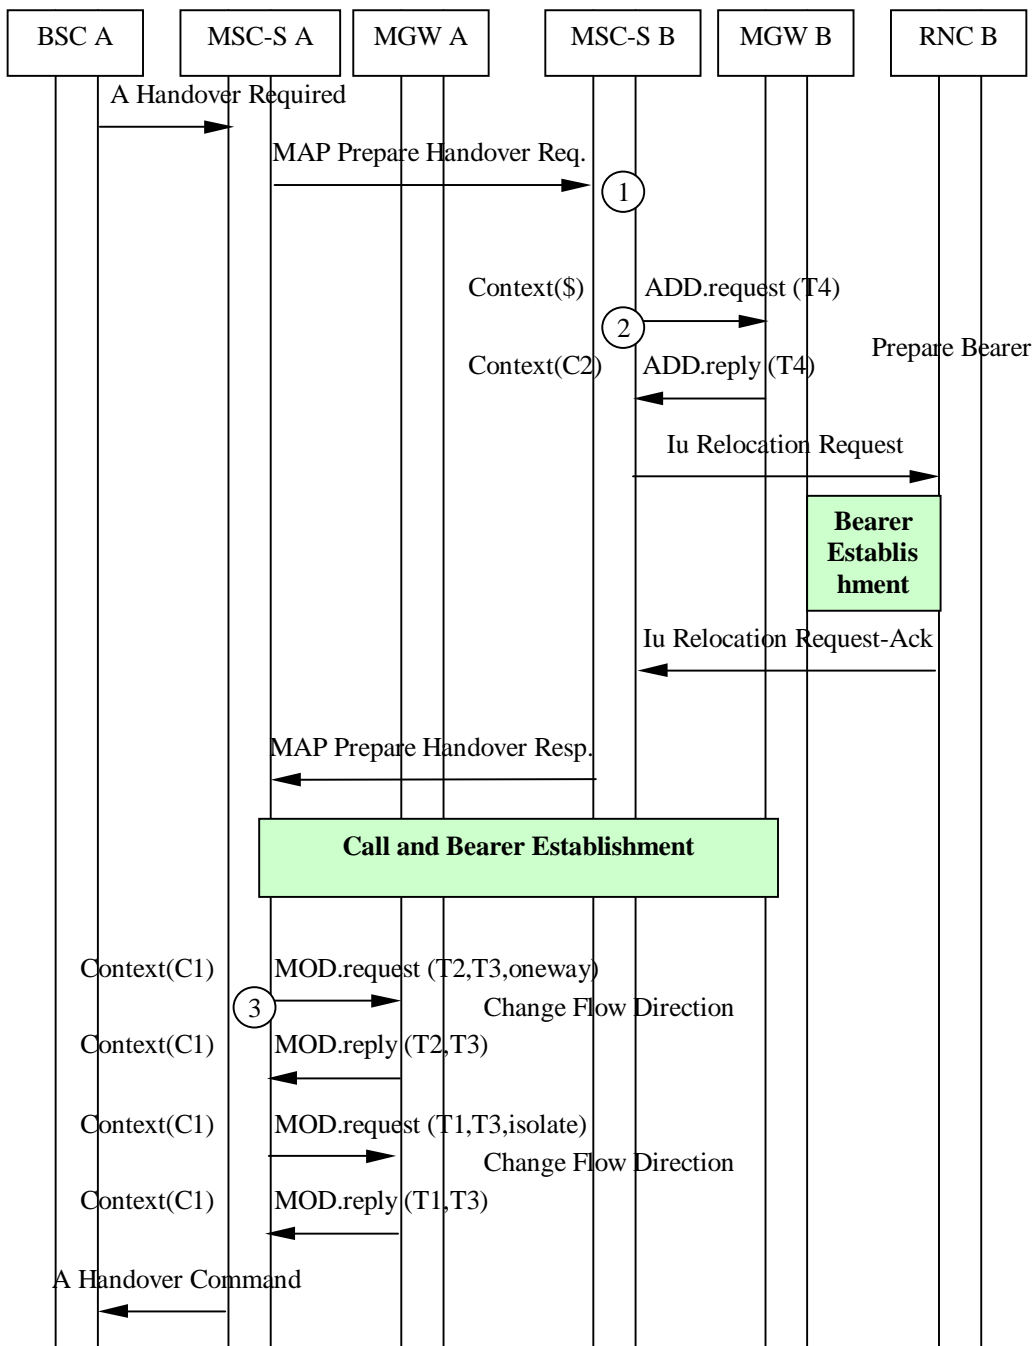 BSC A MSC-S A MGW A MSC-S B MGW B RNC B
A Handover Required
MAP Prepare Handover Req.
1
Context($) ADD.request (T4)
2
Prepare Bearer
Context(C2) ADD.reply (T4)
Iu Relocation Request
Bearer
Establis
hment
Iu Relocation Request-Ack
MAP Prepare Handover Resp.
Call and Bearer Establishment
Context(C1) MOD.request (T2,T3,oneway)
3 Change Flow Direction
Context(C1) MOD.reply (T2,T3)
Context(C1) MOD.request (T1,T3,isolate)
Change Flow Direction
Context(C1) MOD.reply (T1,T3)
A Handover Command